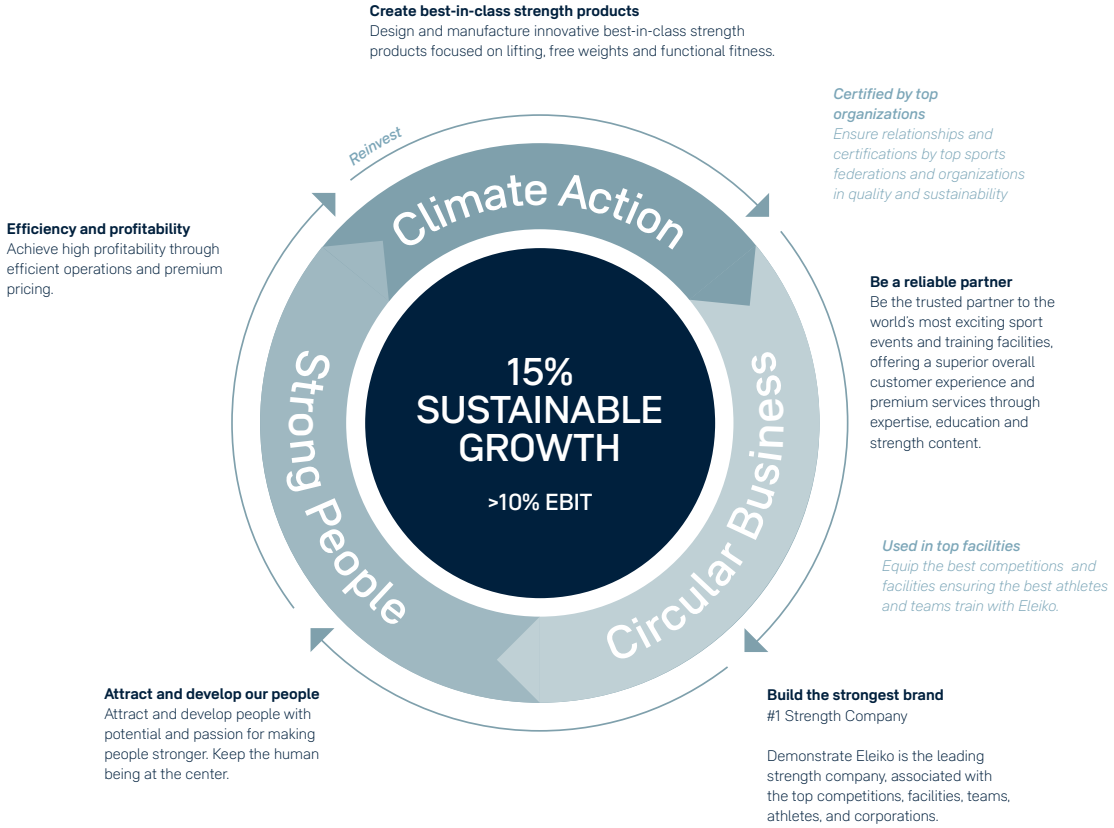 Create best-in-class strength products
Design and manufacture innovative best-in-class strength
products focused on lifting, free weights and functional fitness.
Certified by top
organizations
Ensure relationships and
certifications by top sports
federations and organizations
in quality and sustainability
Reinvest
Climate Action
Efficiency and profitability
Achieve high profitability through
efficient operations and premium
pricing.
Be a reliable partner
Be the trusted partner to the
world's most exciting sport
events and training facilities,
offering a superior overall
customer experience and
premium services through
expertise, education and
strength content.
Strong People
15%
SUSTAINABLE
GROWTH
>10% EBIT
Circular Business
Used in top facilities
Equip the best competitions and
facilities ensuring the best athletes
and teams train with Eleiko.
Attract and develop our people
Attract and develop people with
potential and passion for making
people stronger. Keep the human
being at the center.
Build the strongest brand
#1 Strength Company
Demonstrate Eleiko is the leading
strength company, associated with
the top competitions, facilities, teams,
athletes, and corporations.